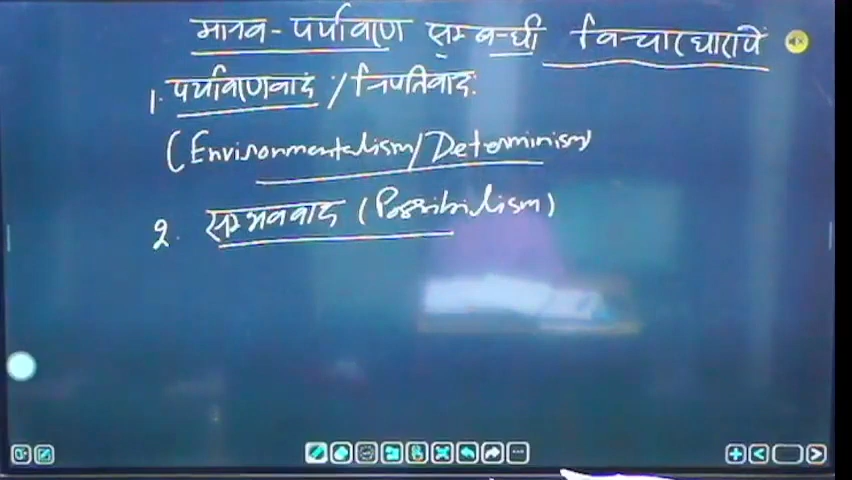 मानव - पर्यावरण सम्बन्धी विचारधारायें
1. पर्यावरणवाद / नियतिवाद:
(Environmentalism/Determinism)
2. सम्भववाद (Possibilism)